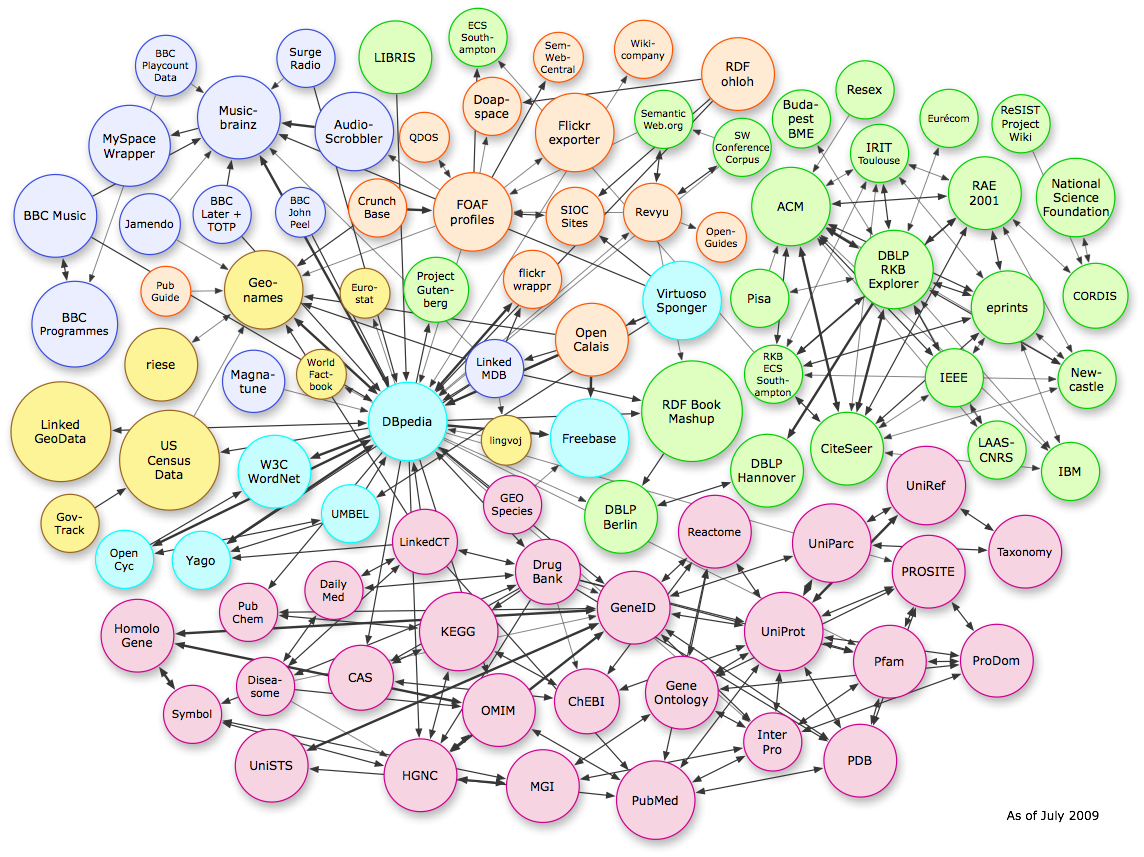 BBC
Playcount
Data
Surge
Radio
LIBRIS
ECS
South-
ampton
Sem-
Web-
Central
Wiki-
company
RDF
ohloh
Music-
brainz
MySpace
Wrapper
Audio-
Scrobbler
QDOS
Doap-
space
Flickr
exporter
Semantic
Web.org
SW
Conference
Corpus
Buda-
pest
BME
Resex
IRIT
Toulouse
Eurécom
ReSIST
Project
Wiki
BBC Music
Jamendo
BBC
Later +
TOTP
BBC
John
Peel
Crunch
Base
FOAF
profiles
SIOC
Sites
Revyu
Open-
Guides
ACM
RAE
2001
National
Science
Foundation
BBC
Programmes
Pub
Guide
Geo-
names
Euro-
stat
Project
Guten-
berg
flickr
wrappr
Virtuoso
Sponger
Pisa
DBLP
RKB
Explorer
eprints
CORDIS
riese
Magna-
tune
World
Fact-
book
Linked
MDB
Open
Calais
RKB
ECS
South-
ampton
IEEE
New-
castle
Linked
GeoData
US
Census
Data
DBpedia
lingvoj
Freebase
RDF Book
Mashup
CiteSeer
LAAS-
CNRS
IBM
W3C
WordNet
DBLP
Hannover
Gov-
Track
Open
Cyc
Yago
UMBEL
GEO
Species
DBLP
Berlin
UniRef
LinkedCT
Reactome
UniParc
Taxonomy
Drug
Bank
PROSITE
Daily
Med
Pub
Chem
Homolo
Gene
KEGG
GeneID
UniProt
Pfam
ProDom
Disea-
some
CAS
Symbol
OMIM
ChEBI
Gene
Ontology
Inter
Pro
PDB
UniSTS
HGNC
MGI
PubMed
As of July 2009